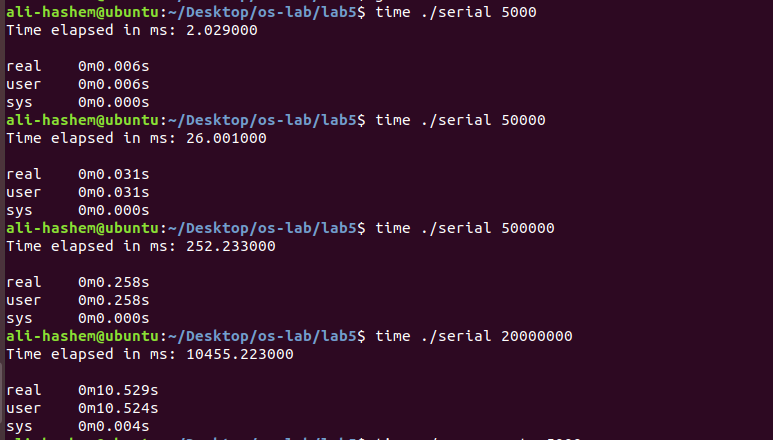 ali-hashem@ubuntu:~/Desktop/os-lab/lab5$ time ./serial 5000
Time elapsed in ms: 2.029000
real 0m0.006s
user 0m0.006s
sys 0m0.000s
ali-hashem@ubuntu:~/Desktop/os-lab/lab5$ time ./serial 50000
Time elapsed in ms: 26.001000
real 0m0.031s
user 0m0.031s
sys 0m0.000s
ali-hashem@ubuntu:~/Desktop/os-lab/lab5$ time ./serial 500000
Time elapsed in ms: 252.233000
real 0m0.258s
user 0m0.258s
sys 0m0.000s
ali-hashem@ubuntu:~/Desktop/os-lab/lab5$ time ./serial 20000000
Time elapsed in ms: 10455.223000
real 0m10.529s
user 0m10.524s
sys 0m0.004s